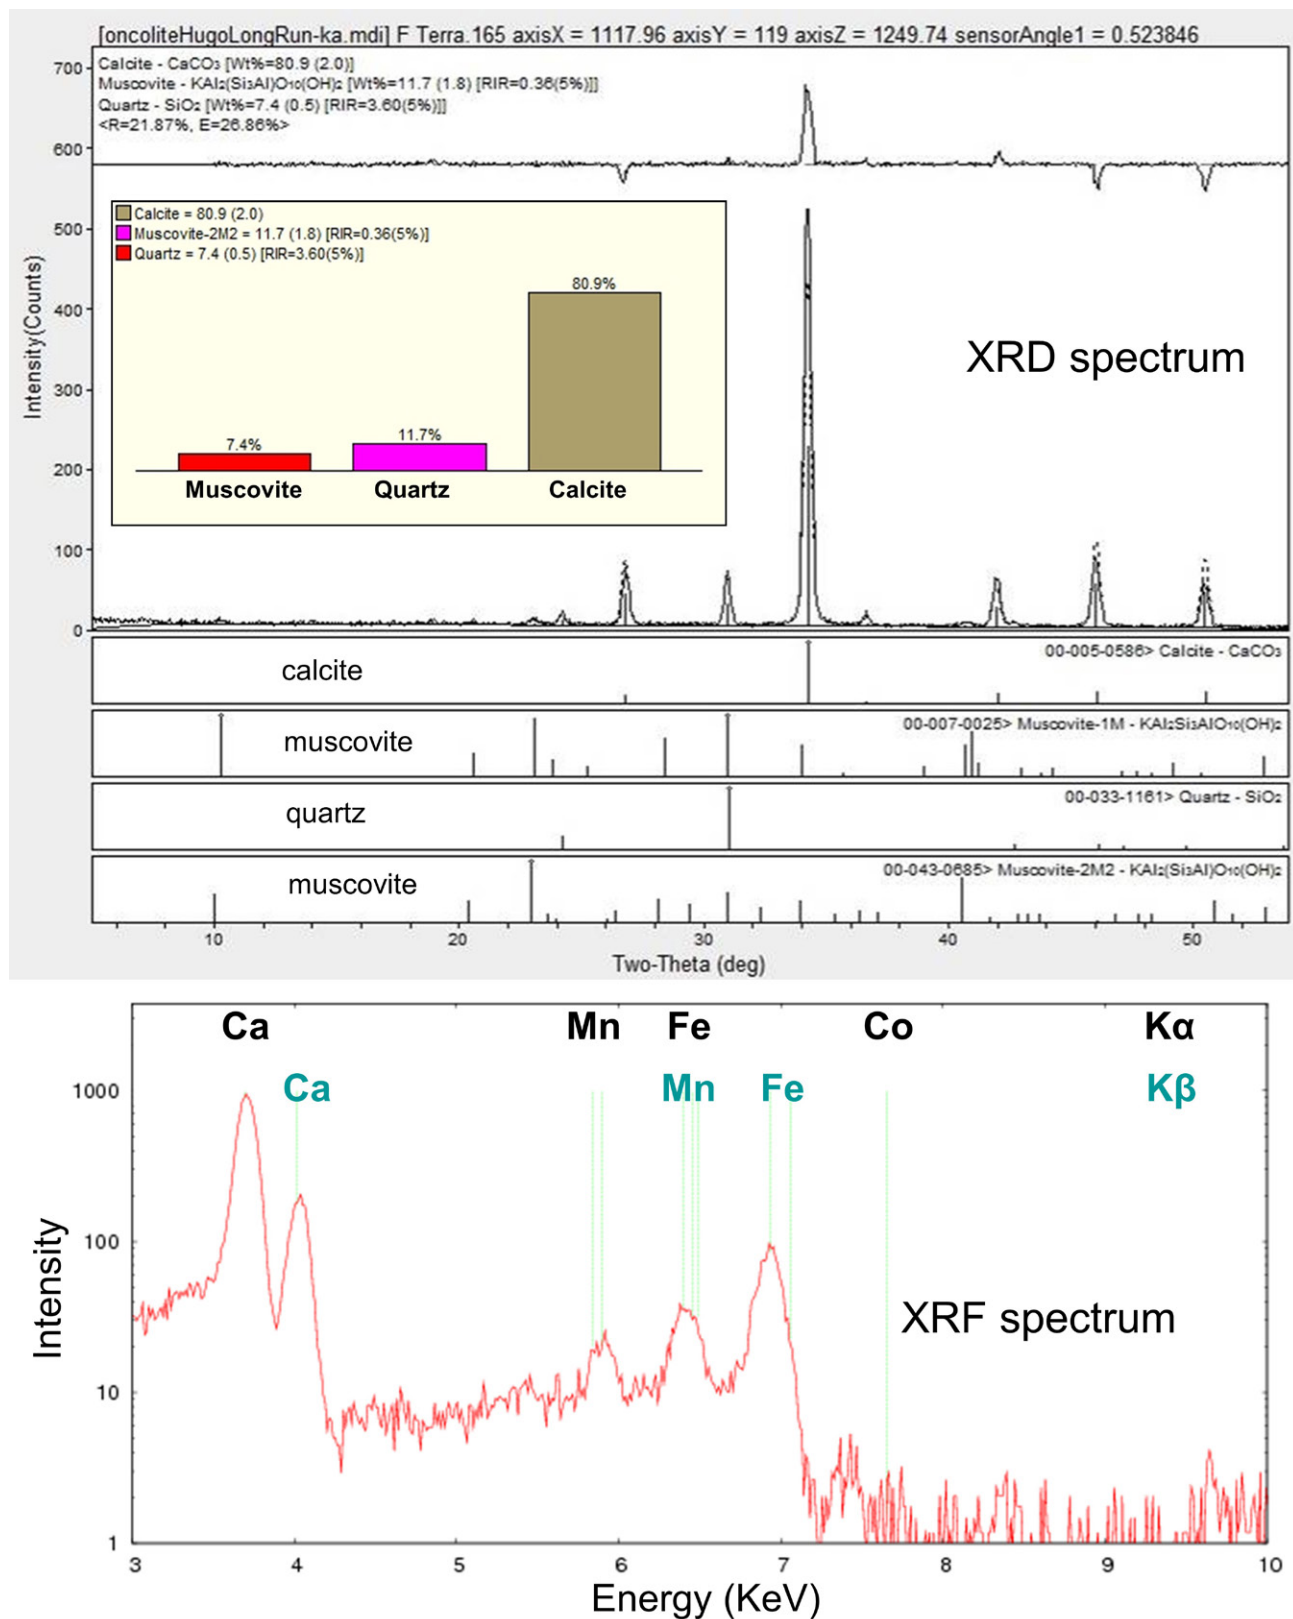 [oncoliteHugoLongRun-ka.mdi] F Terra.165 axisX = 1117.96 axisY = 119 axisZ = 1249.74 sensorAngle1 = 0.523846
Calcite - CaCO₃ [Wt%=80.9 (2.0)]
Muscovite - KAl₂(Si₃Al)O₁₀(OH)₂ [Wt%=11.7 (1.8) [RIR=0.36(5%)]]
Quartz - SiO₂ [Wt%=7.4 (0.5) [RIR=3.60(5%)]]
<R=21.87%, E=26.86%>
700
600
500
400
300
200
100
0
Intensity(Counts)
Calcite = 80.9 (2.0)
Muscovite-2M2 = 11.7 (1.8) [RIR=0.36(5%)]
Quartz = 7.4 (0.5) [RIR=3.60(5%)]
7.4%
11.7%
80.9%
Muscovite
Quartz
Calcite
XRD spectrum
calcite
00-005-0586> Calcite - CaCO₃
muscovite
00-007-0025> Muscovite-1M - KAl₂Si₃AlO₁₀(OH)₂
quartz
00-033-1161> Quartz - SiO₂
muscovite
00-043-0685> Muscovite-2M2 - KAl₂(Si₃Al)O₁₀(OH)₂
10 20 30 40 50
Two-Theta (deg)
Ca Mn Fe Co Kα
Ca Mn Fe Kβ
1000
100
10
1
Intensity
XRF spectrum
3 4 5 6 7 8 9 10
Energy (KeV)